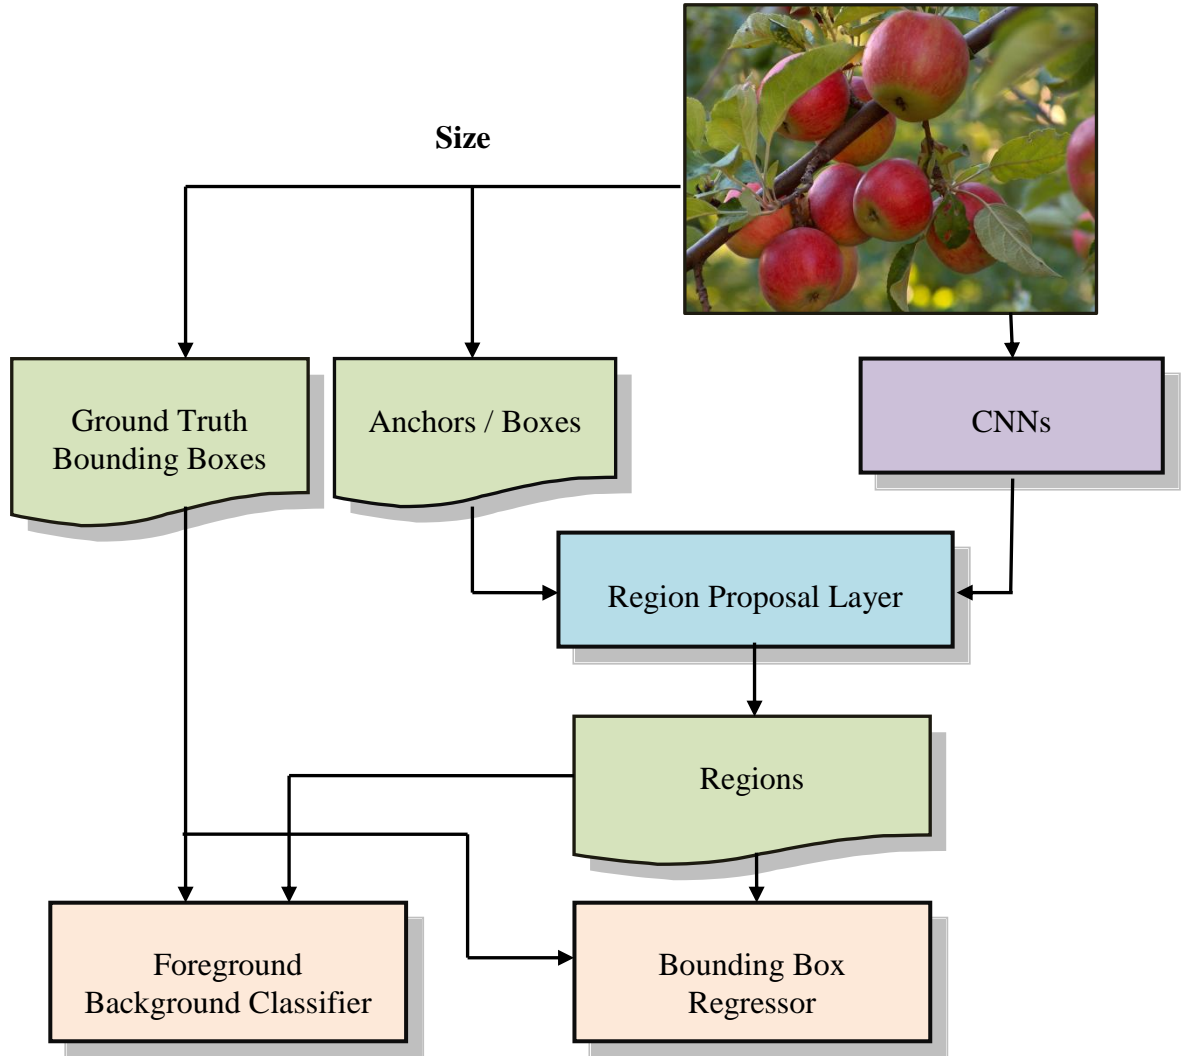 Size
Ground Truth
Bounding Boxes
Anchors / Boxes
CNNs
Region Proposal Layer
Regions
Foreground
Background Classifier
Bounding Box
Regressor